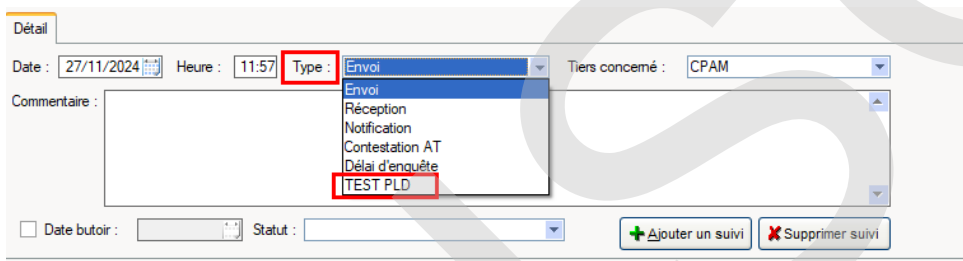 Détail
Date : 27/11/2024 Heure : 11:57 Type : Envoi Tiers concerné : CPAM
Commentaire :
Envoi
Réception
Notification
Contestation AT
Délai d'enquête
TEST PLD
Date butoir : Statut : Ajouter un suivi Supprimer suivi